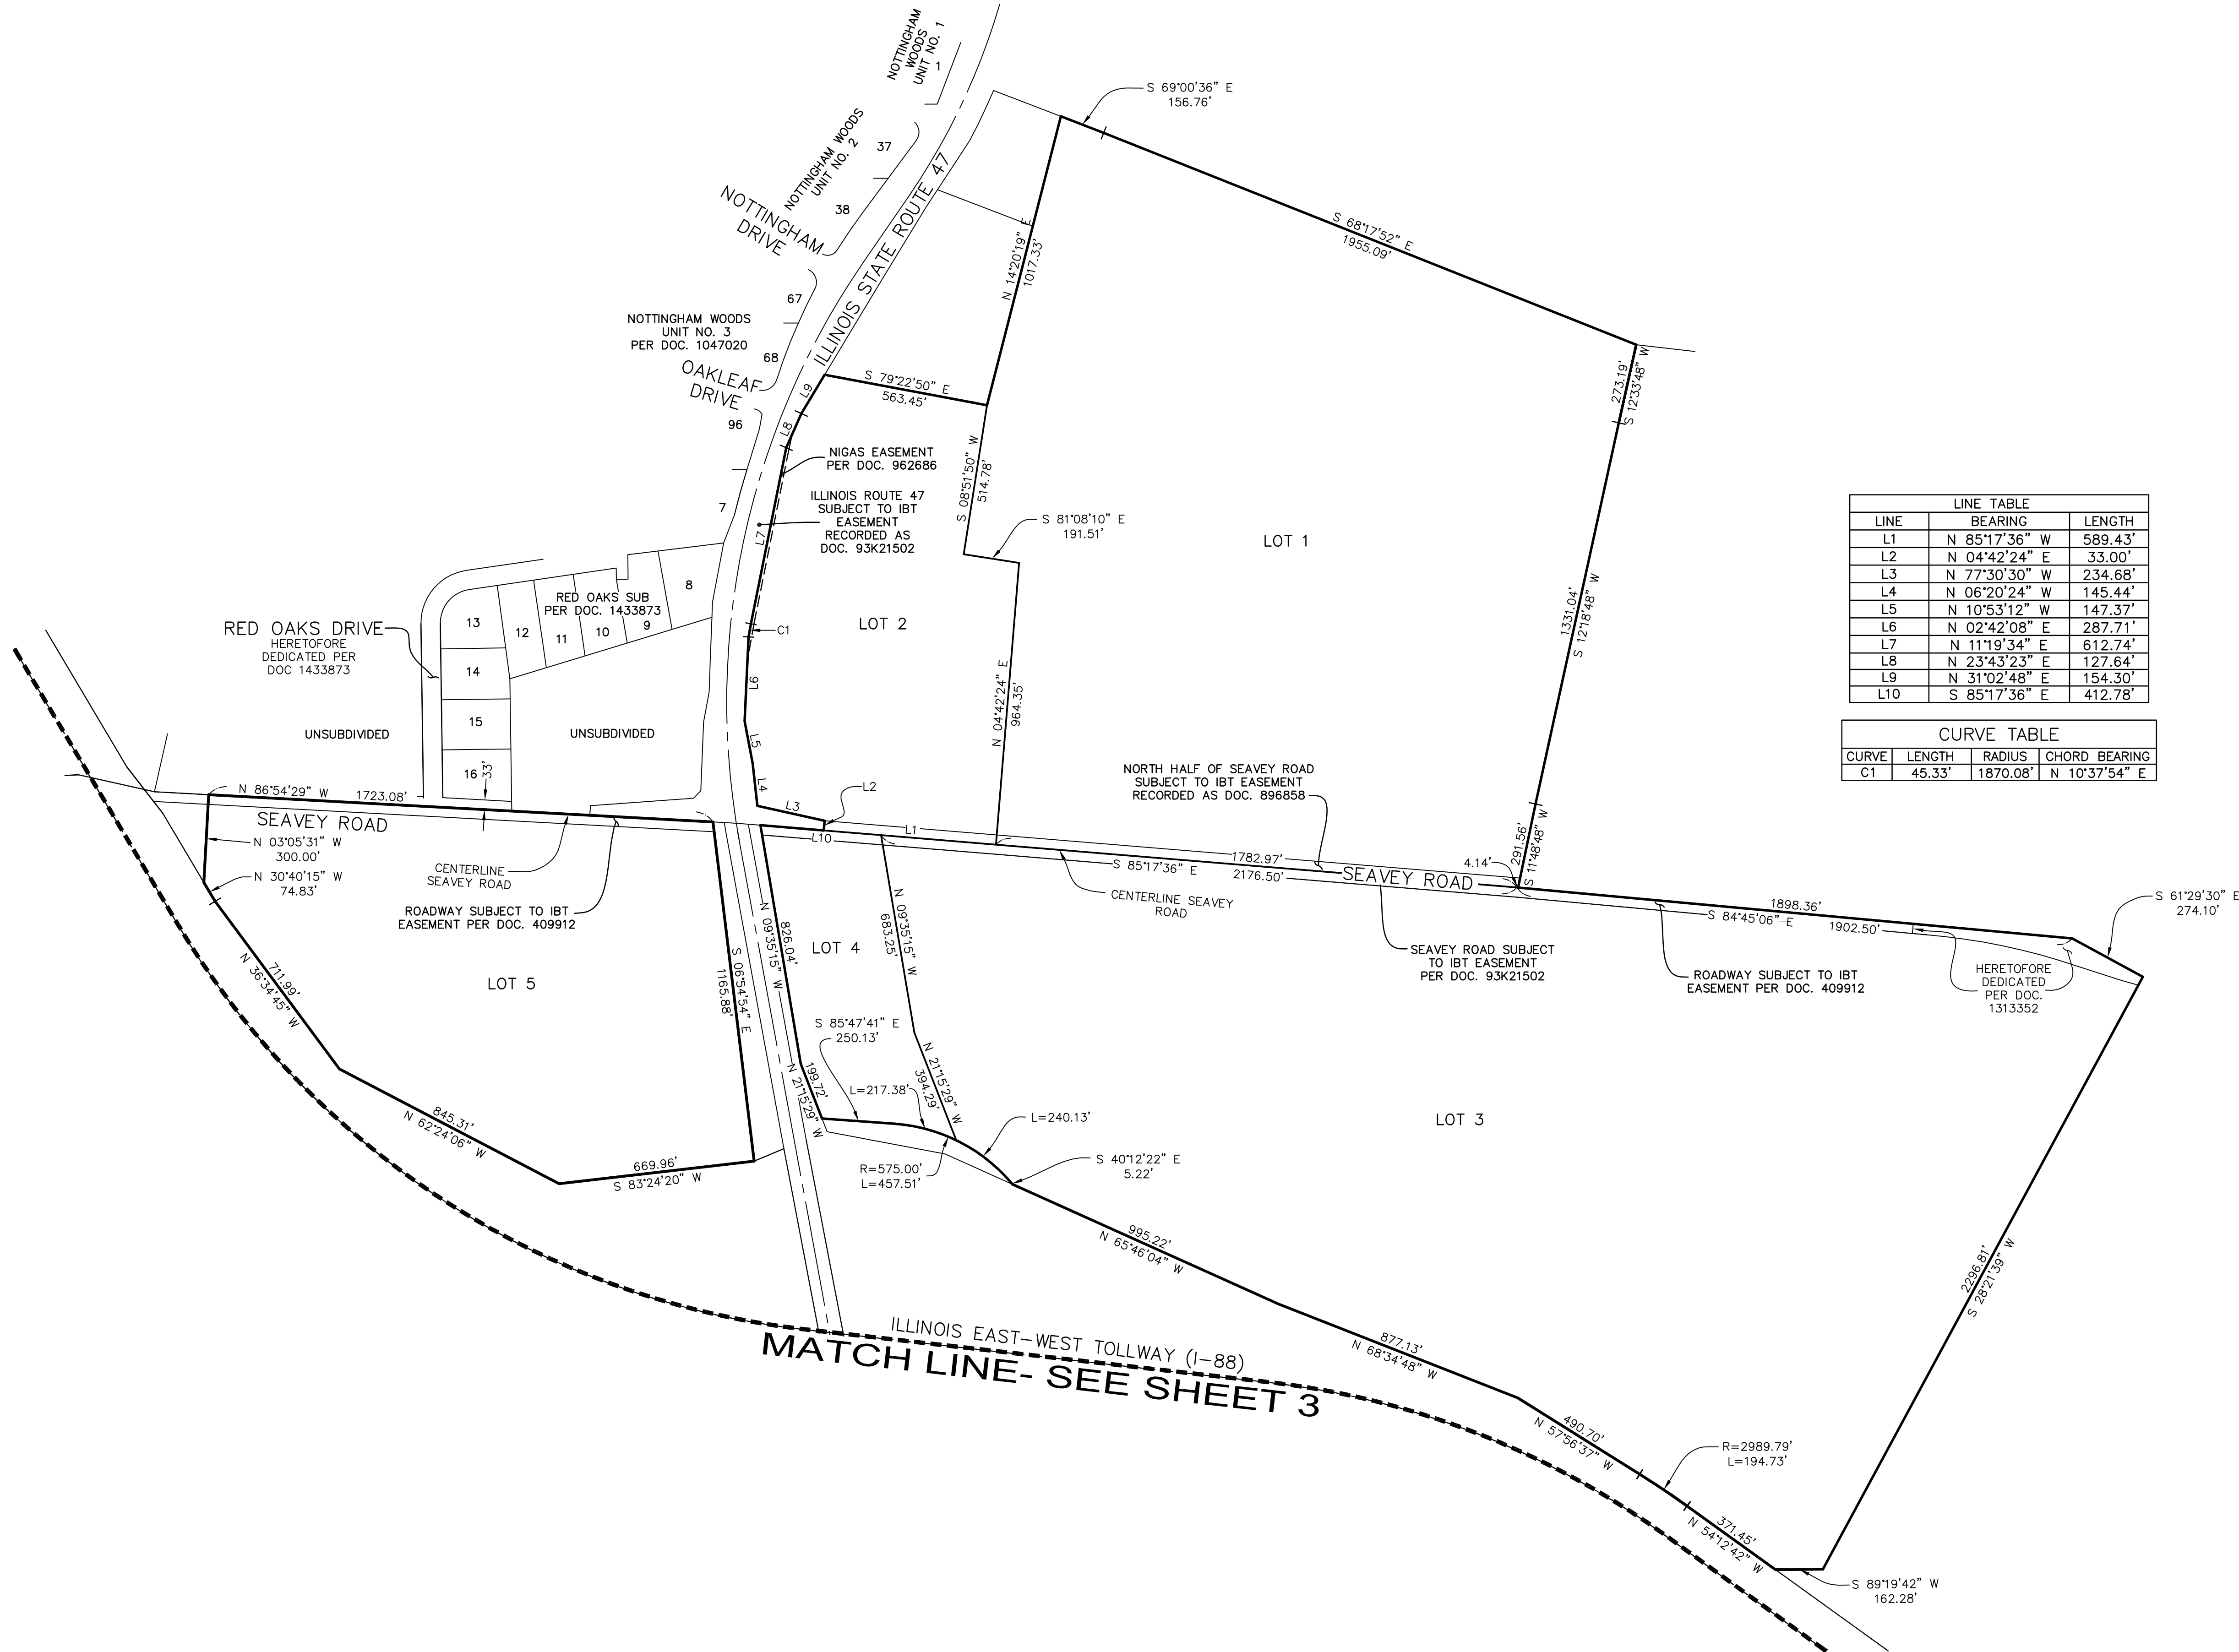 NOTTINGHAM
WOODS
UNIT NO. 1
1
NOTTINGHAM WOODS
UNIT NO. 2
37
38
NOTTINGHAM
DRIVE
ILLINOIS STATE ROUTE 47
67
NOTTINGHAM WOODS
UNIT NO. 3
PER DOC. 1047020
68
OAKLEAF
DRIVE
96
7
S 69°00'36" E
156.76'
S 68°17'52" E
1955.09'
N 14°20'19" E
1017.33'
S 79°22'50" E
563.45'
L9
L8
NIGAS EASEMENT
PER DOC. 962686
ILLINOIS ROUTE 47
SUBJECT TO IBT
EASEMENT
RECORDED AS
DOC. 93K21502
L7
S 08°51'50" W
514.78'
S 81°08'10" E
191.51'
LOT 1
273.19'
S 12°33'48" W
1331.04'
S 12°18'48" W
LINE TABLE
LINE BEARING LENGTH
L1 N 85°17'36" W 589.43'
L2 N 04°42'24" E 33.00'
L3 N 77°30'30" W 234.68'
L4 N 06°20'24" W 145.44'
L5 N 10°53'12" W 147.37'
L6 N 02°42'08" E 287.71'
L7 N 11°19'34" E 612.74'
L8 N 23°43'23" E 127.64'
L9 N 31°02'48" E 154.30'
L10 S 85°17'36" E 412.78'
CURVE TABLE
CURVE LENGTH RADIUS CHORD BEARING
C1 45.33' 1870.08' N 10°37'54" E
RED OAKS SUB
PER DOC. 1433873
8
9
10
11
12
13
14
15
16
33'
RED OAKS DRIVE
HERETOFORE
DEDICATED PER
DOC 1433873
UNSUBDIVIDED
UNSUBDIVIDED
C1
LOT 2
L6
L5
L4
L3
L2
N 04°42'24" E
964.35'
NORTH HALF OF SEAVEY ROAD
SUBJECT TO IBT EASEMENT
RECORDED AS DOC. 896858
N 86°54'29" W 1723.08'
SEAVEY ROAD
L1
L10
1782.97'
S 85°17'36" E 2176.50'
SEAVEY ROAD
4.14'
291.56'
S 11°48'48" W
1898.36'
S 84°45'06" E 1902.50'
S 61°29'30" E
274.10'
N 03°05'31" W
300.00'
N 30°40'15" W
74.83'
CENTERLINE
SEAVEY ROAD
ROADWAY SUBJECT TO IBT
EASEMENT PER DOC. 409912
CENTERLINE SEAVEY
ROAD
SEAVEY ROAD SUBJECT
TO IBT EASEMENT
PER DOC. 93K21502
ROADWAY SUBJECT TO IBT
EASEMENT PER DOC. 409912
HERETOFORE
DEDICATED
PER DOC.
1313352
711.99'
N 36°34'45" W
LOT 5
S 06°54'54" E
1165.88'
826.04'
N 09°35'15" W
LOT 4
N 09°35'15" W
683.25'
S 85°47'41" E
250.13'
199.72'
N 21°15'29" W
L=217.38'
N 21°15'29" W
394.29'
L=240.13'
R=575.00'
L=457.51'
S 40°12'22" E
5.22'
LOT 3
845.31'
N 62°24'06" W
669.96'
S 83°24'20" W
995.22'
N 65°46'04" W
877.13'
N 68°34'48" W
490.70'
N 57°56'37" W
R=2989.79'
L=194.73'
371.45'
N 54°12'42" W
2296.81'
S 28°21'39" W
S 89°19'42" W
162.28'
ILLINOIS EAST-WEST TOLLWAY (I-88)
MATCH LINE- SEE SHEET 3